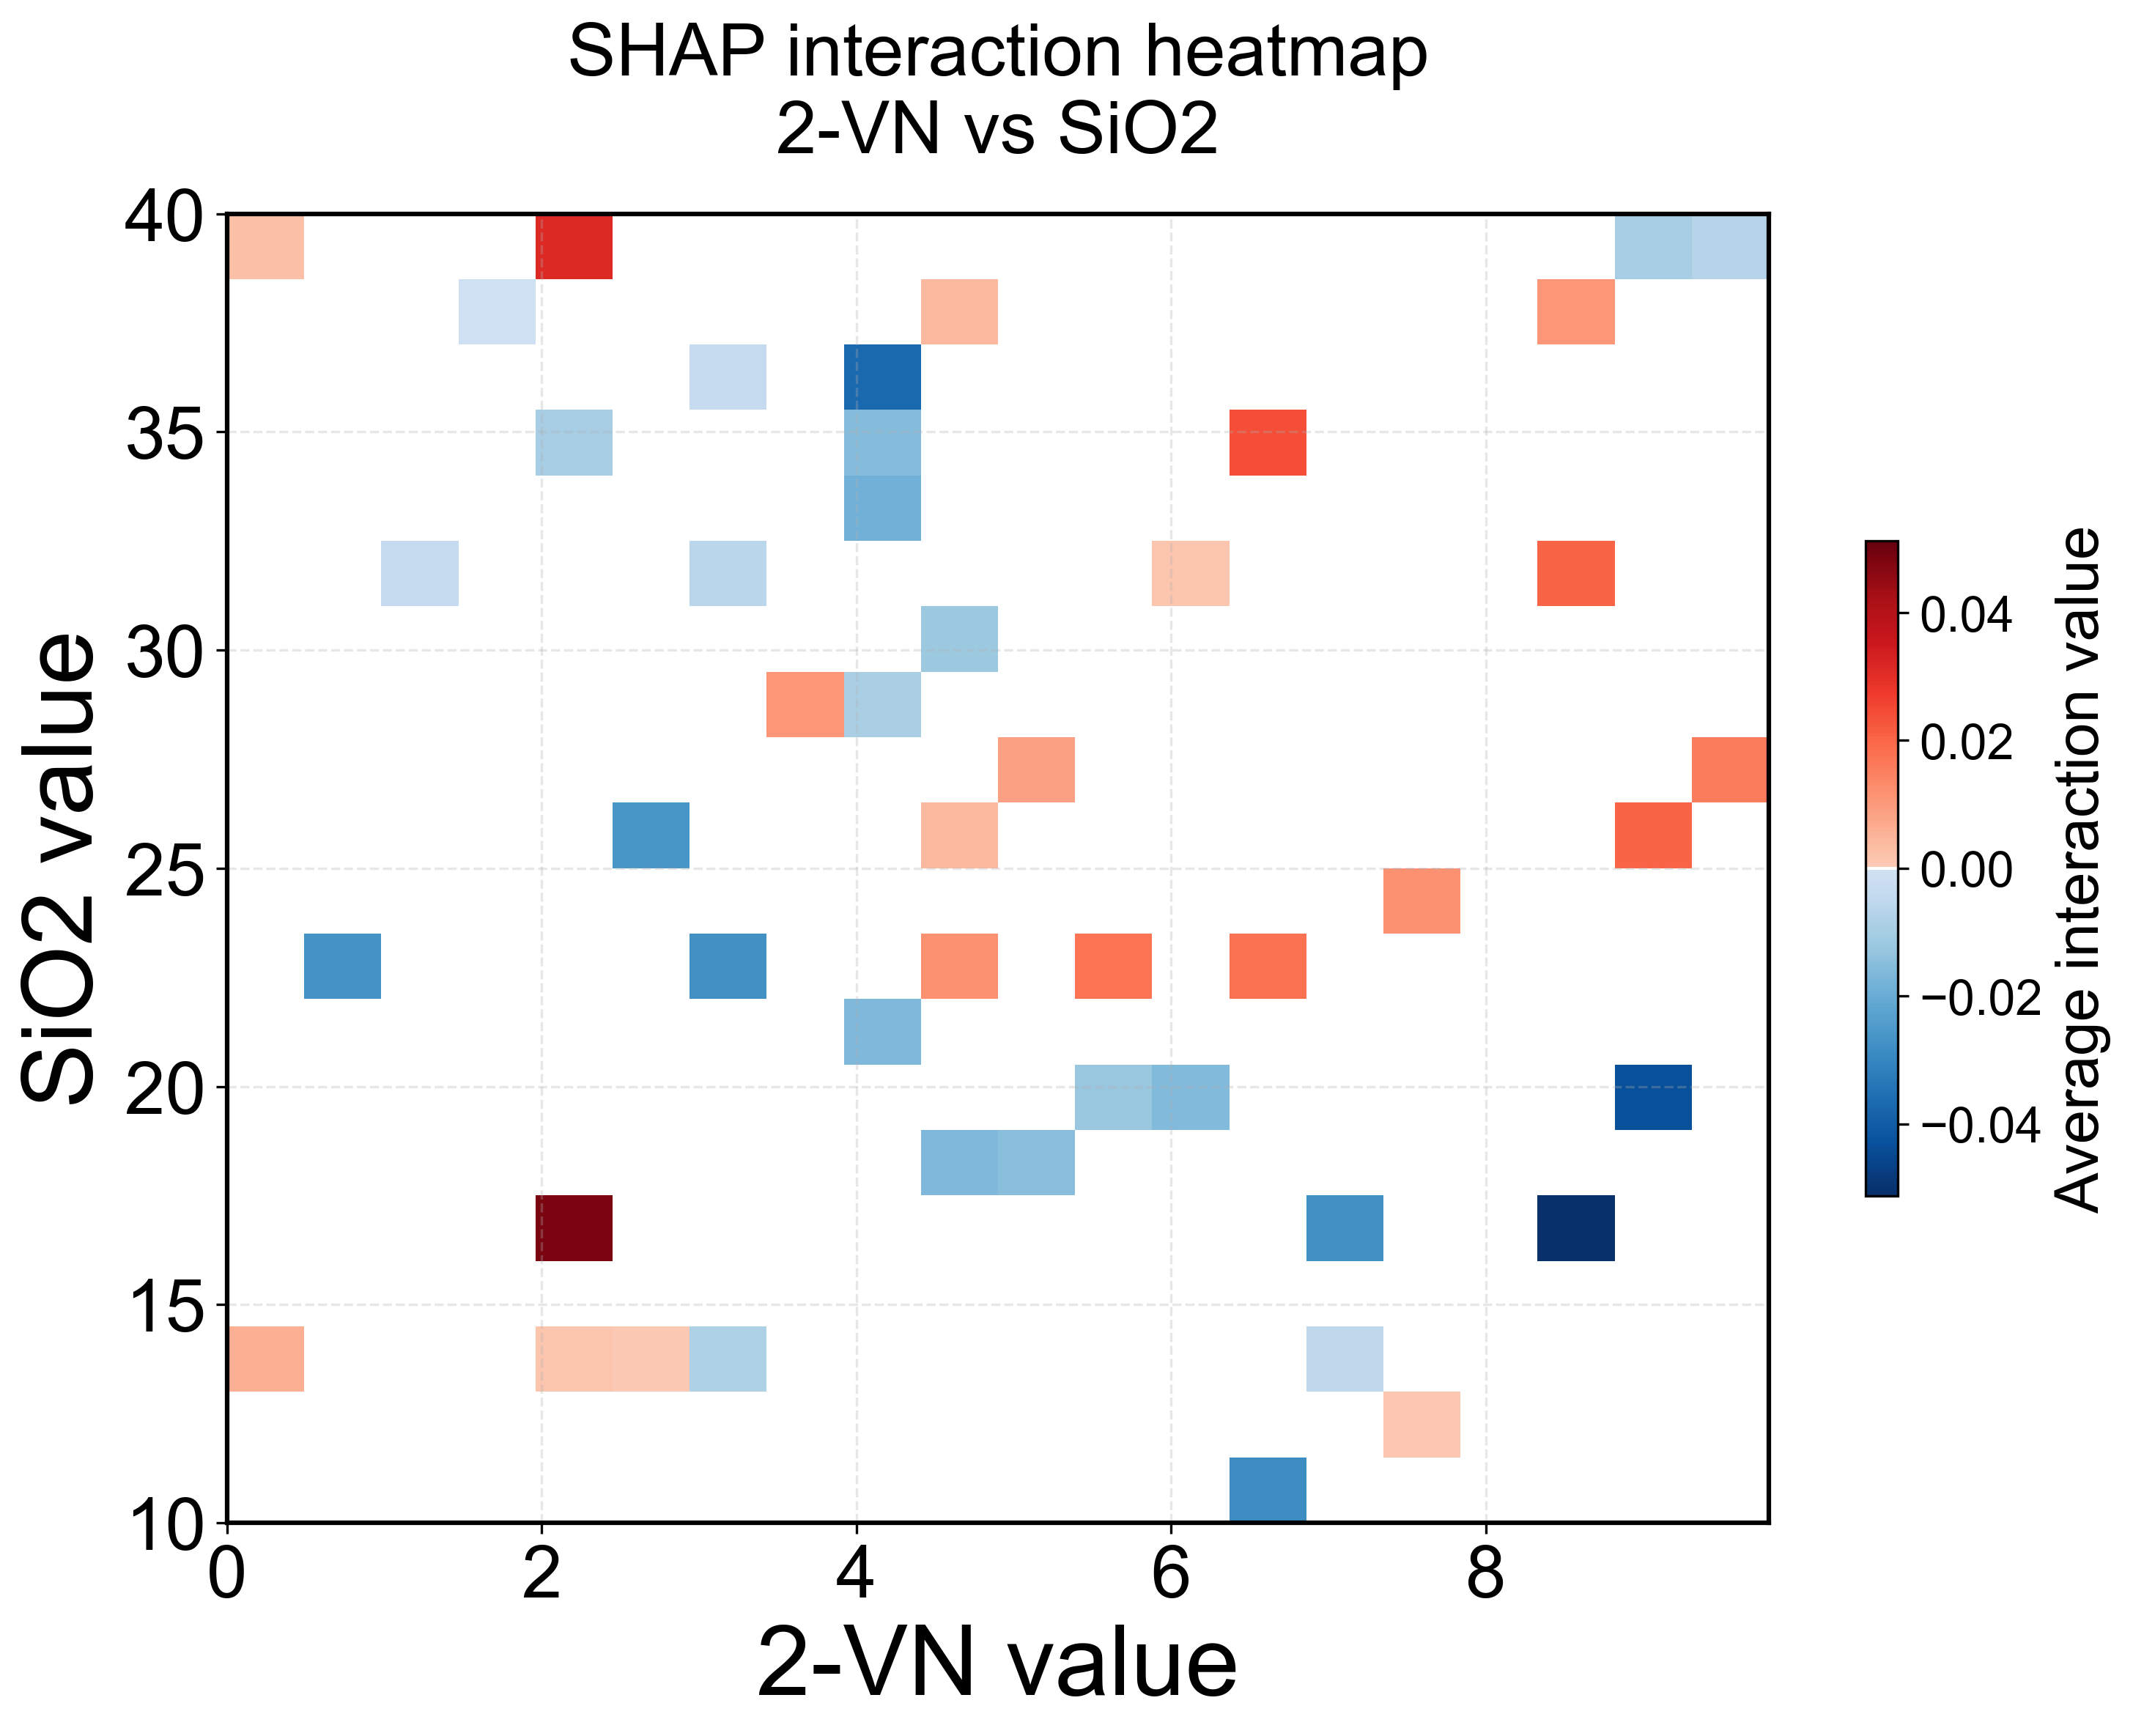 SHAP interaction heatmap
2-VN vs SiO2
40
35
30
25
20
15
10
SiO2 value
0 2 4 6 8
2-VN value
0.04
0.02
0.00
−0.02
−0.04
Average interaction value